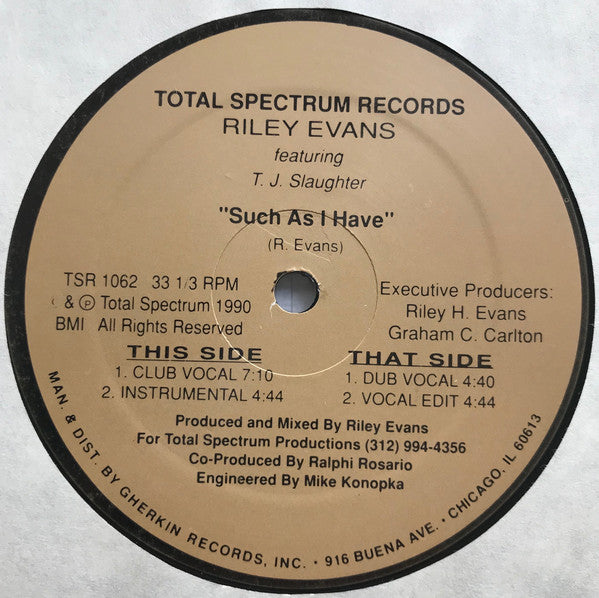 TOTAL SPECTRUM RECORDS
RILEY EVANS
featuring
T. J. Slaughter
"Such As I Have"
(R. Evans)
TSR 1062 33 1/3 RPM
& ℗ Total Spectrum 1990
BMI All Rights Reserved
Executive Producers:
Riley H. Evans
Graham C. Carlton
THIS SIDE
1. CLUB VOCAL 7:10
2. INSTRUMENTAL 4:44
THAT SIDE
1. DUB VOCAL 4:40
2. VOCAL EDIT 4:44
Produced and Mixed By Riley Evans
For Total Spectrum Productions (312) 994-4356
Co-Produced By Ralphi Rosario
Engineered By Mike Konopka
MAN. & DIST. BY GHERKIN RECORDS, INC. • 916 BUENA AVE. • CHICAGO, IL 60613